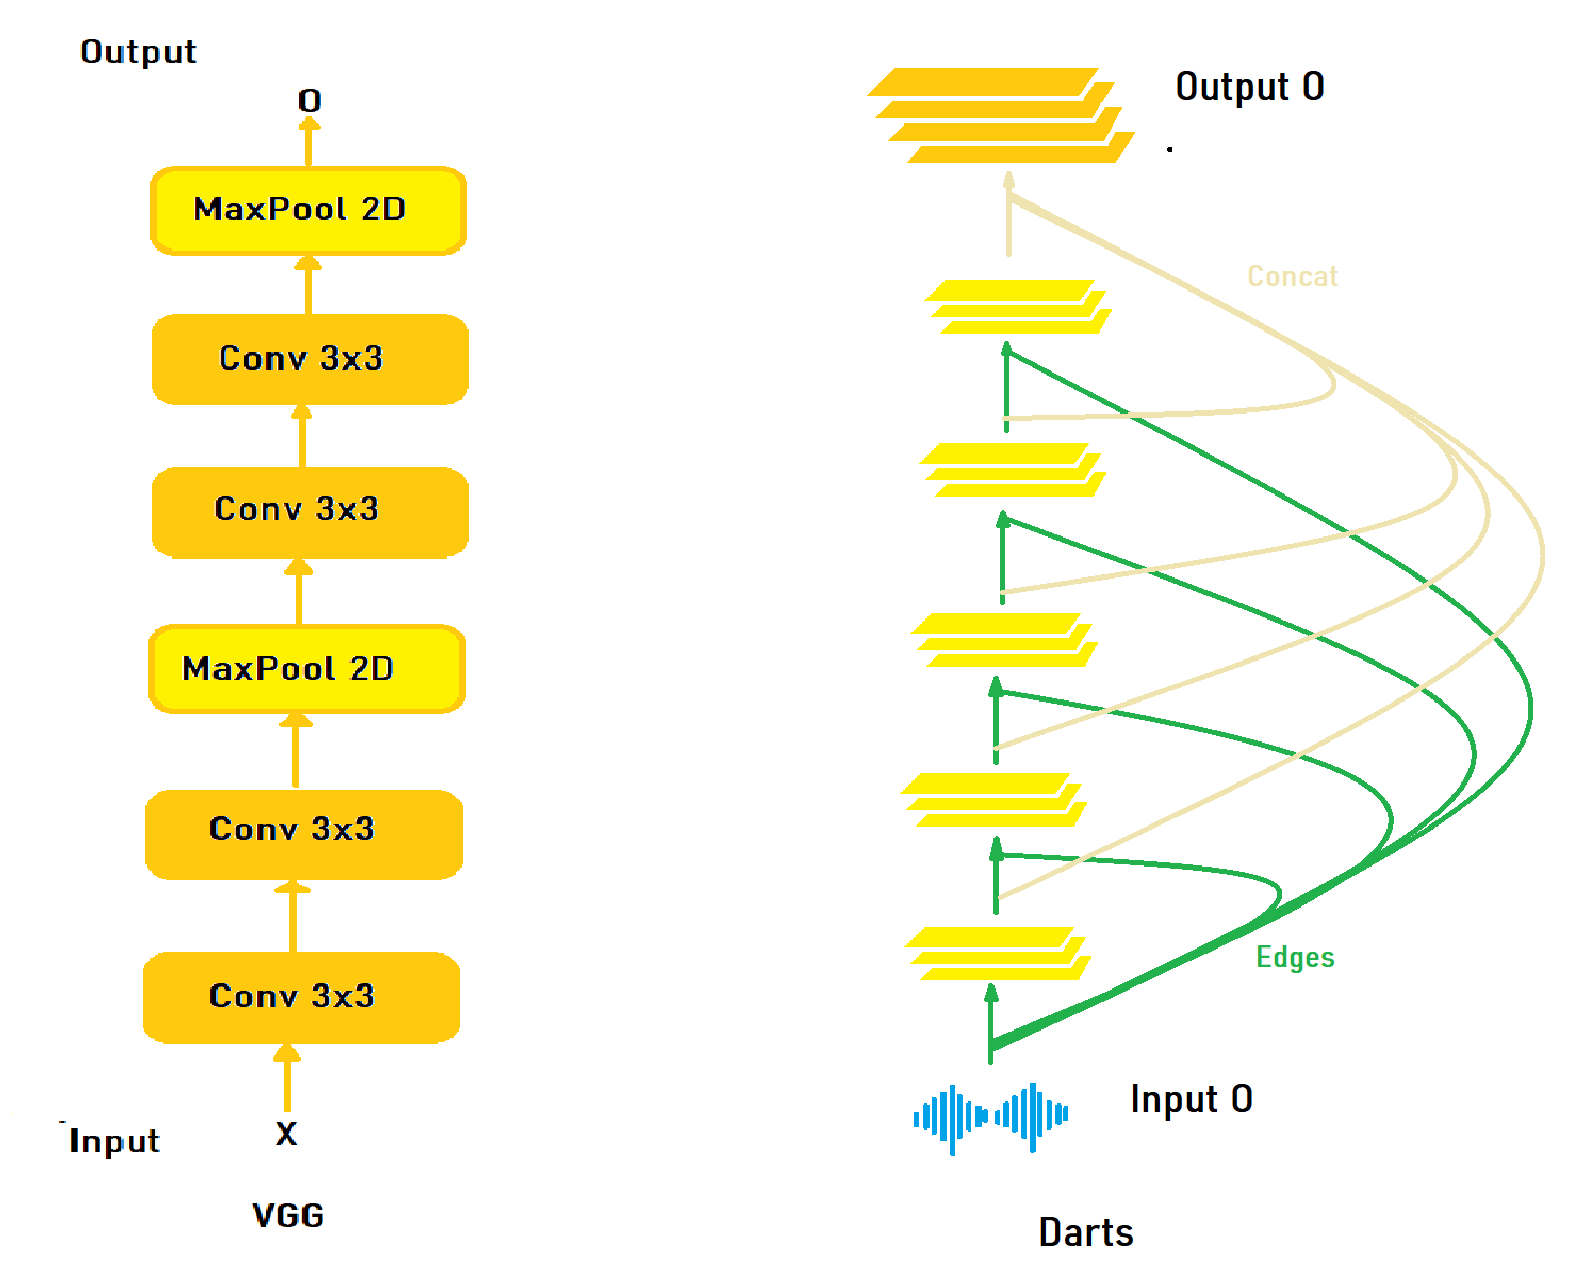 Output
O
MaxPool 2D
Conv 3x3
Conv 3x3
MaxPool 2D
Conv 3x3
Conv 3x3
Input
X
VGG
Output O
Concat
Edges
Input O
Darts